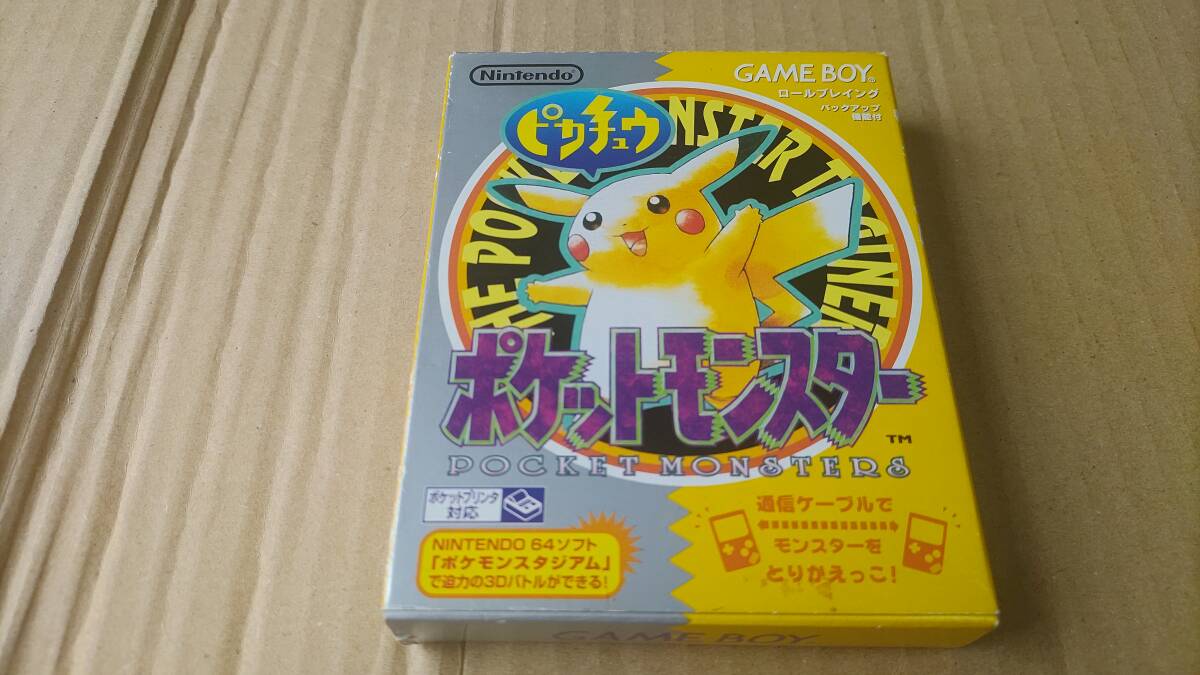 Nintendo
GAME BOY
ロールプレイング
バックアップ
機能付
ピカチュウ
THE POCKET MONSTER TRAINER
ポケットモンスター
TM
POCKET MONSTERS
ポケットプリンタ
対応
通信ケーブルで
モンスターを
とりかえっこ!
NINTENDO 64ソフト
「ポケモンスタジアム」
で迫力の3Dバトルができる!
GAME BOY